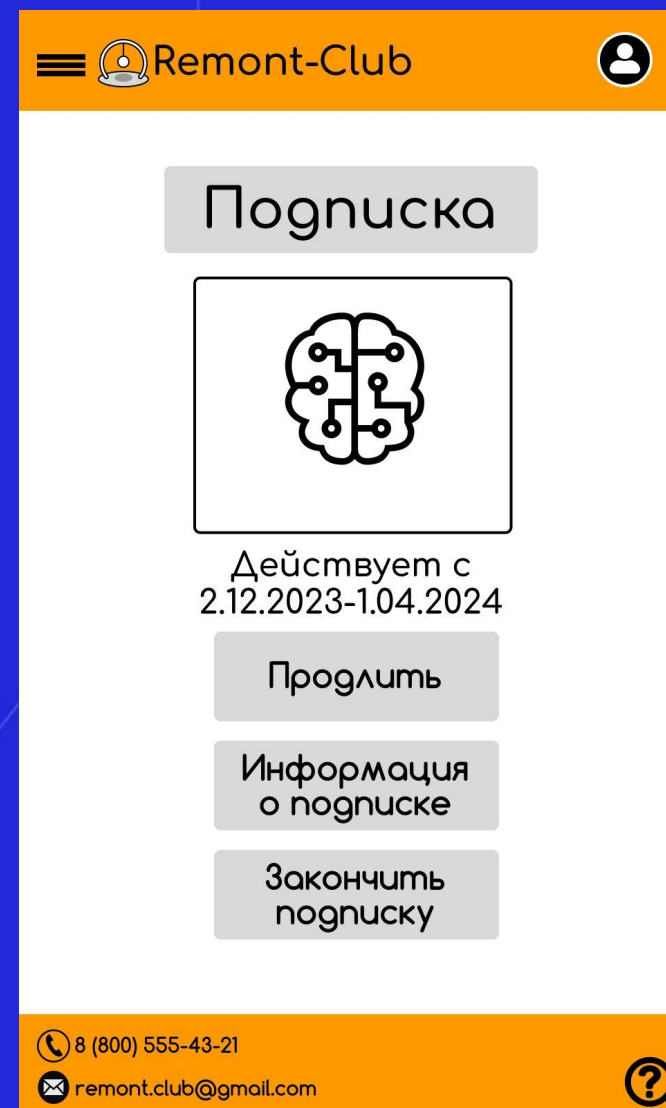 Remont-Club
Подписка
Действует с
2.12.2023-1.04.2024
Продлить
Информация
о подписке
Закончить
подписку
8 (800) 555-43-21
remont.club@gmail.com
?